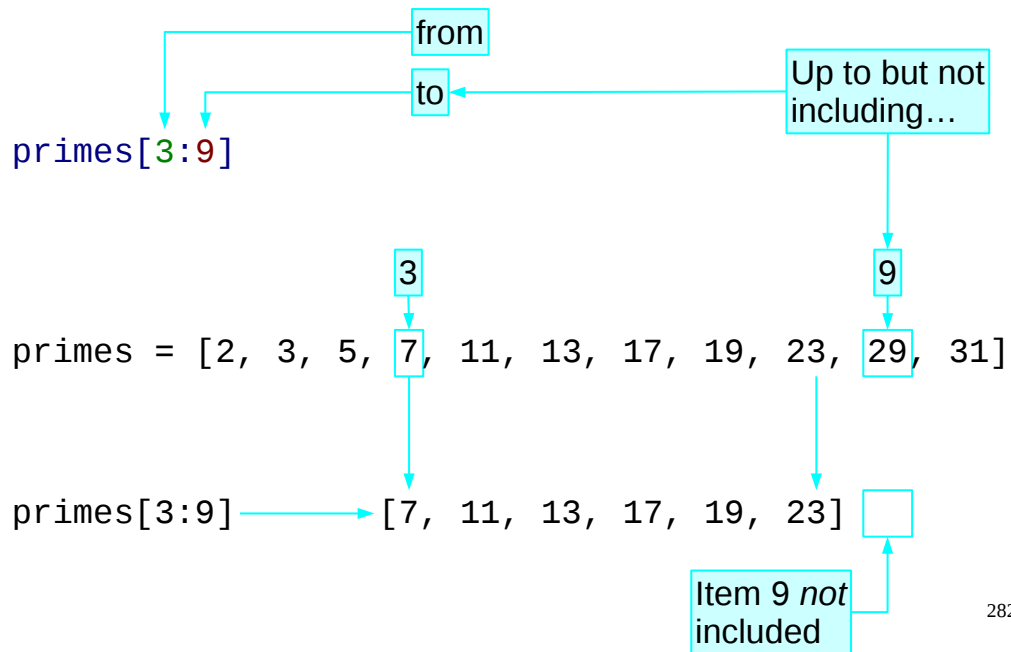 from
to
Up to but not
including…
primes[3:9]
3
9
primes = [2, 3, 5, 7, 11, 13, 17, 19, 23, 29, 31]
primes[3:9]
[7, 11, 13, 17, 19, 23]
Item 9 not
included
282